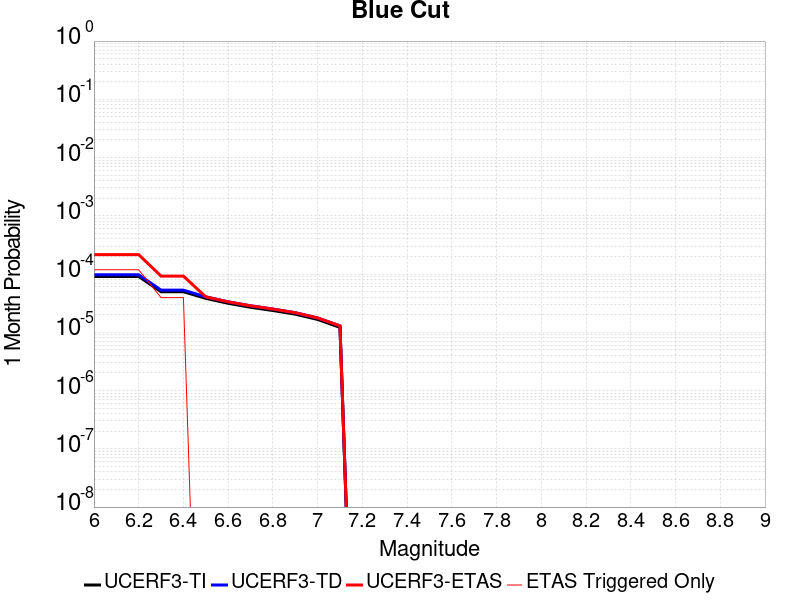 Blue Cut
10^0
10^-1
10^-2
10^-3
10^-4
10^-5
10^-6
10^-7
10^-8
1 Month Probability
6 6.2 6.4 6.6 6.8 7 7.2 7.4 7.6 7.8 8 8.2 8.4 8.6 8.8 9
Magnitude
UCERF3-TI UCERF3-TD UCERF3-ETAS ETAS Triggered Only